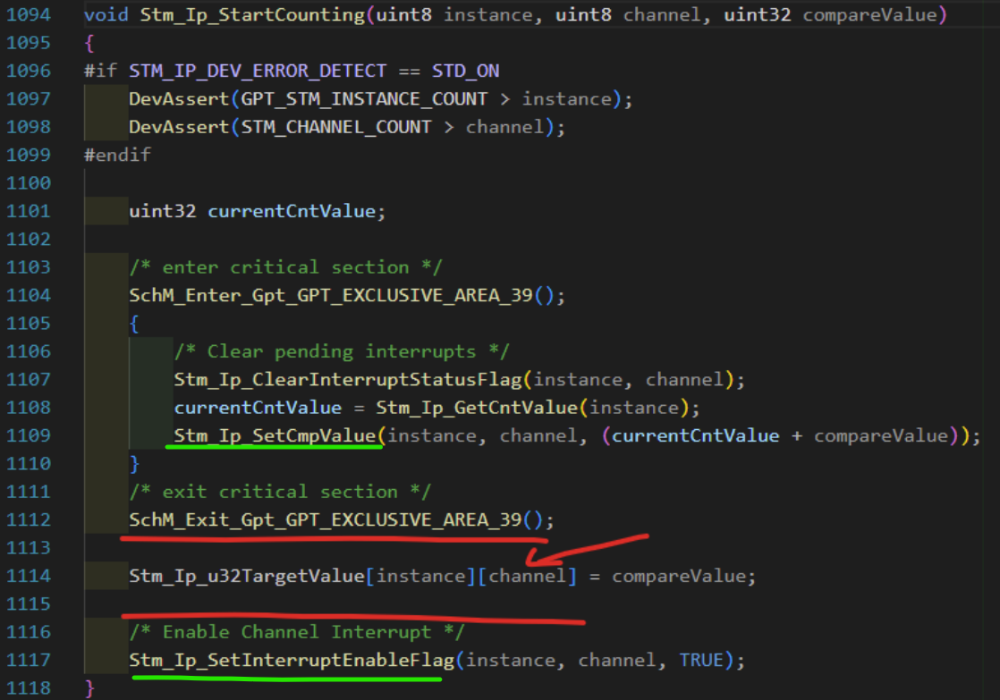 1094 void Stm_Ip_StartCounting(uint8 instance, uint8 channel, uint32 compareValue)
1095 {
1096 #if STM_IP_DEV_ERROR_DETECT == STD_ON
1097 DevAssert(GPT_STM_INSTANCE_COUNT > instance);
1098 DevAssert(STM_CHANNEL_COUNT > channel);
1099 #endif
1100
1101 uint32 currentCntValue;
1102
1103 /* enter critical section */
1104 SchM_Enter_Gpt_GPT_EXCLUSIVE_AREA_39();
1105 {
1106 /* Clear pending interrupts */
1107 Stm_Ip_ClearInterruptStatusFlag(instance, channel);
1108 currentCntValue = Stm_Ip_GetCntValue(instance);
1109 Stm_Ip_SetCmpValue(instance, channel, (currentCntValue + compareValue));
1110 }
1111 /* exit critical section */
1112 SchM_Exit_Gpt_GPT_EXCLUSIVE_AREA_39();
1113
1114 Stm_Ip_u32TargetValue[instance][channel] = compareValue;
1115
1116 /* Enable Channel Interrupt */
1117 Stm_Ip_SetInterruptEnableFlag(instance, channel, TRUE);
1118 }